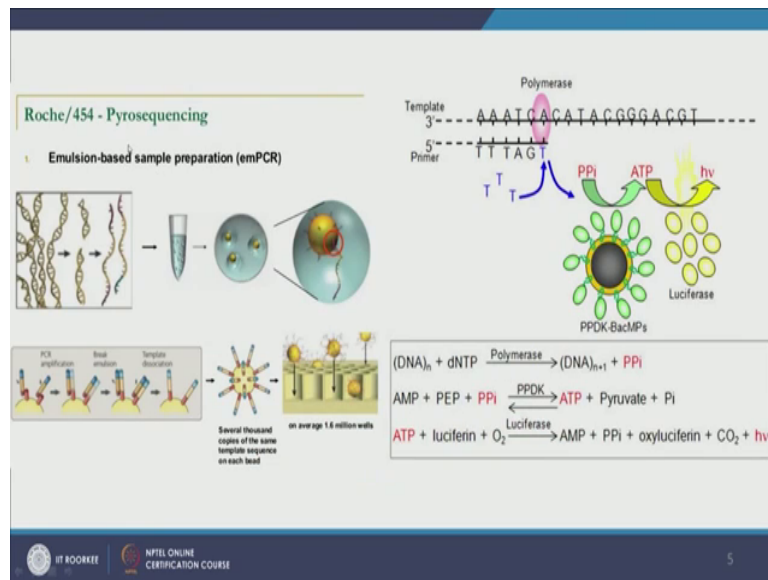 Roche/454 - Pyrosequencing
1. Emulsion-based sample preparation (emPCR)
PCR
amplification
Break
emulsion
Template
dissociation
Several thousand
copies of the same
template sequence
on each bead
on average 1.6 million wells
Polymerase
Template
3'
A A A T C A C A T A C G G G A C G T
5'
Primer
T T T A G T
T T T
PPi ATP hν
Luciferase
PPDK-BacMPs
(DNA)n + dNTP Polymerase (DNA)n+1 + PPi
AMP + PEP + PPi PPDK ATP + Pyruvate + Pi
ATP + luciferin + O2 Luciferase AMP + PPi + oxyluciferin + CO2 + hν
IIT ROORKEE
NPTEL ONLINE
CERTIFICATION COURSE
5